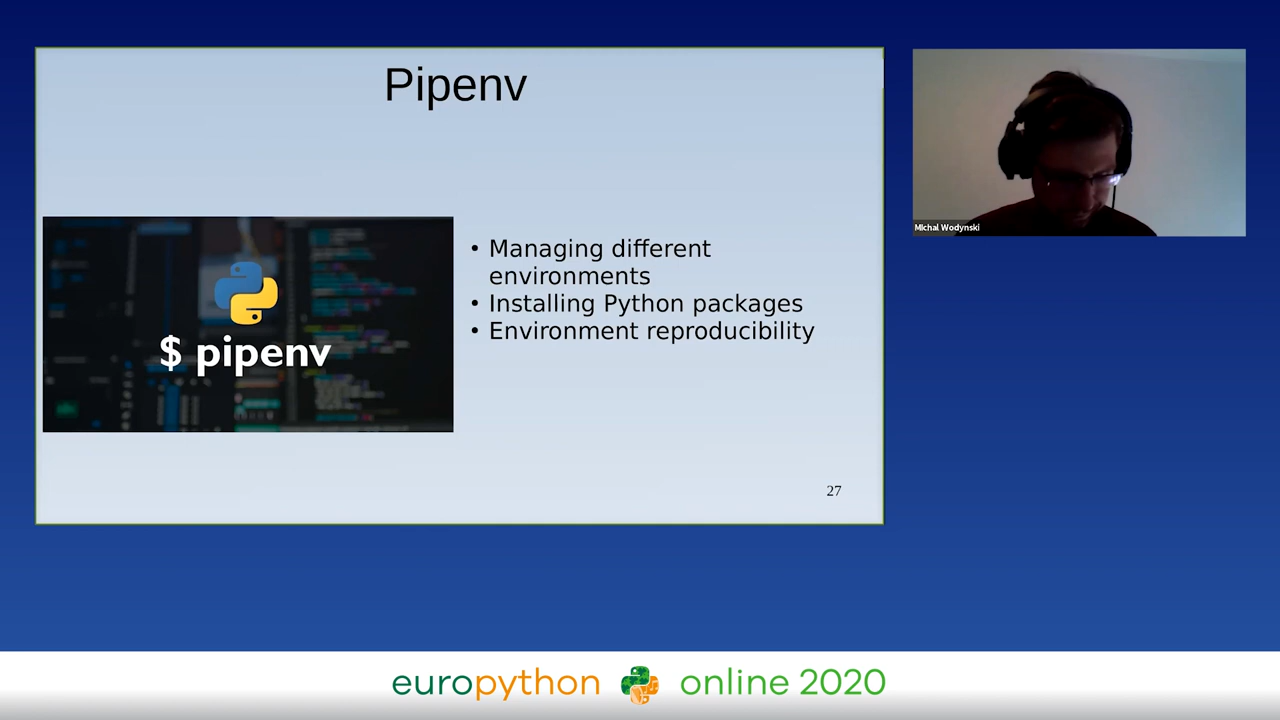 Pipenv
$ pipenv
• Managing different
environments
• Installing Python packages
• Environment reproducibility
27
Michal Wodynski
europython online 2020